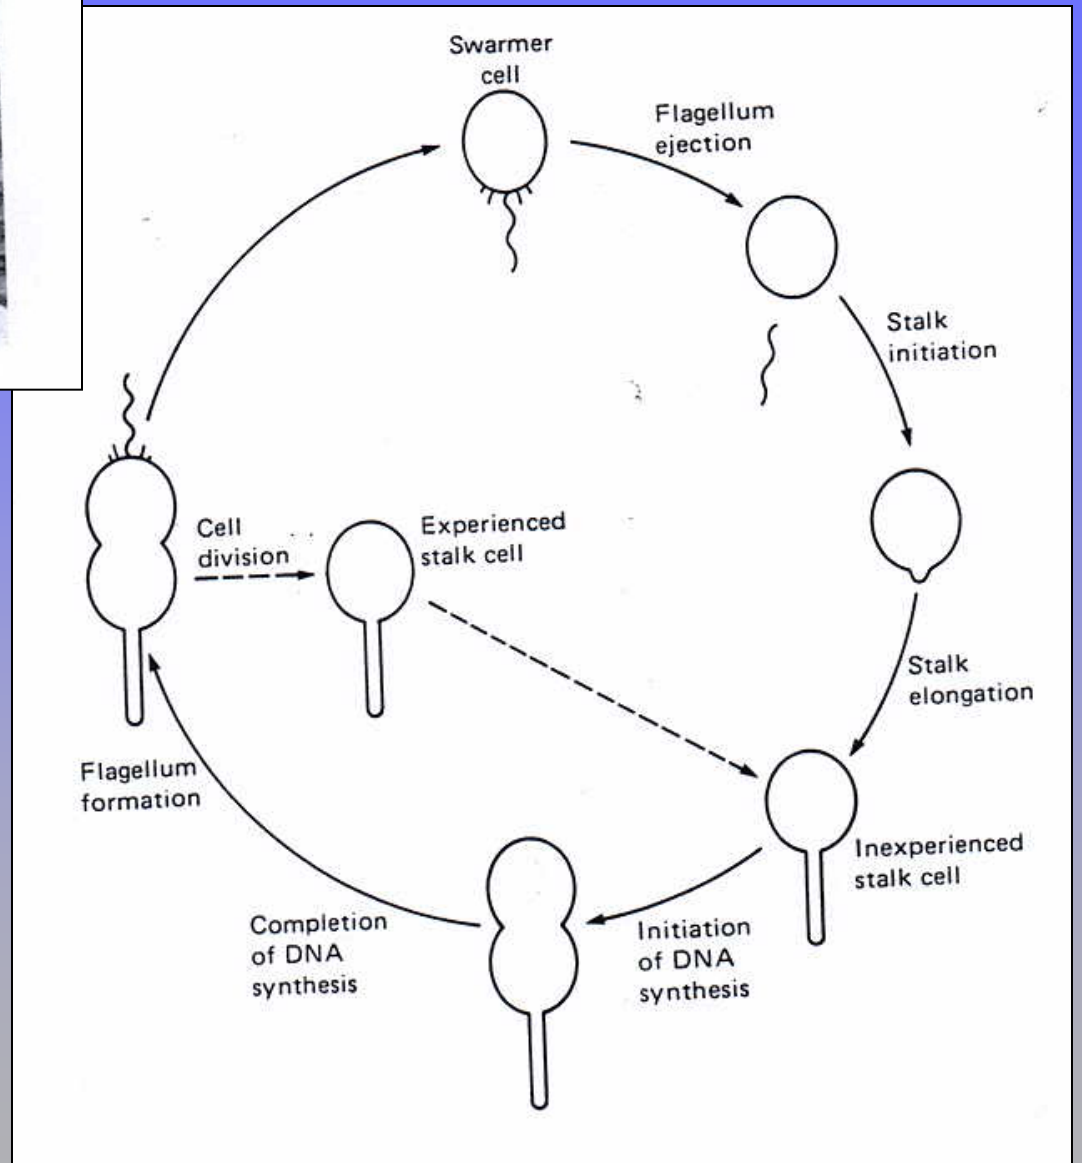 Swarmer
cell
Flagellum
ejection
Stalk
initiation
Cell
division
Experienced
stalk cell
Stalk
elongation
Flagellum
formation
Inexperienced
stalk cell
Completion
of DNA
synthesis
Initiation
of DNA
synthesis